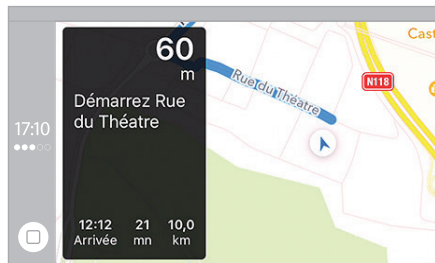 60
m
Démarrez Rue
du Théatre
17:10
12:12 21 10,0
Arrivée mn km
Rue du Théatre
N118
Cast